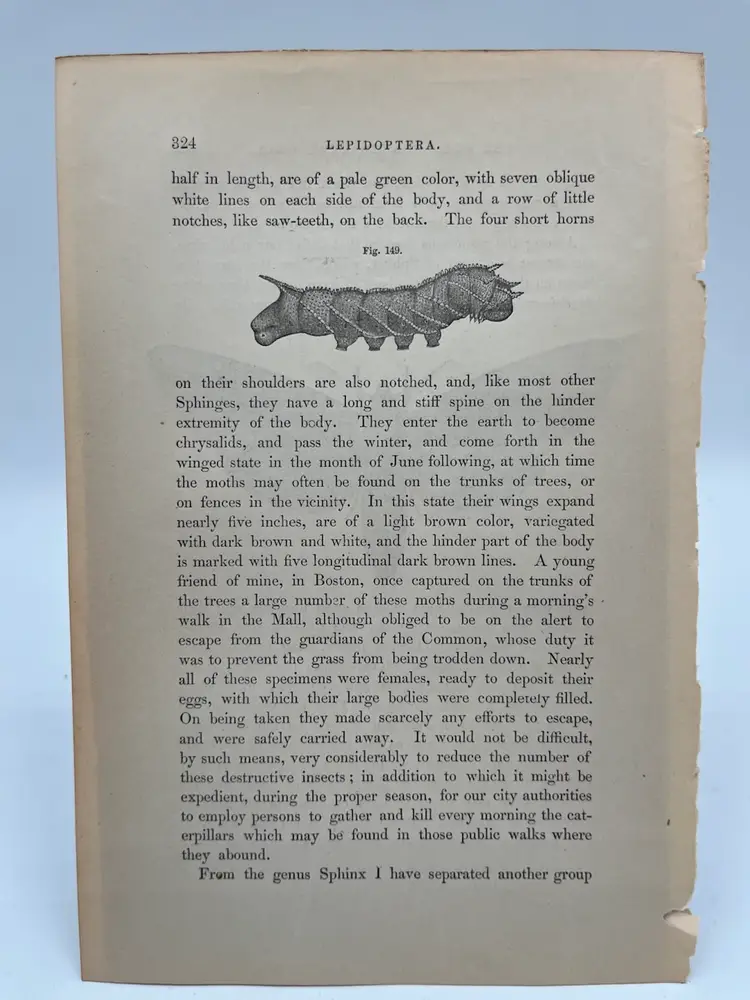 324
LEPIDOPTERA.
half in length, are of a pale green color, with seven oblique
white lines on each side of the body, and a row of little
notches, like saw-teeth, on the back. The four short horns
Fig. 149.
on their shoulders are also notched, and, like most other
Sphinges, they have a long and stiff spine on the hinder
extremity of the body. They enter the earth to become
chrysalids, and pass the winter, and come forth in the
winged state in the month of June following, at which time
the moths may often be found on the trunks of trees, or
on fences in the vicinity. In this state their wings expand
nearly five inches, are of a light brown color, variegated
with dark brown and white, and the hinder part of the body
is marked with five longitudinal dark brown lines. A young
friend of mine, in Boston, once captured on the trunks of
the trees a large number of these moths during a morning's
walk in the Mall, although obliged to be on the alert to
escape from the guardians of the Common, whose duty it
was to prevent the grass from being trodden down. Nearly
all of these specimens were females, ready to deposit their
eggs, with which their large bodies were completely filled.
On being taken they made scarcely any efforts to escape,
and were safely carried away. It would not be difficult,
by such means, very considerably to reduce the number of
these destructive insects; in addition to which it might be
expedient, during the proper season, for our city authorities
to employ persons to gather and kill every morning the cat-
erpillars which may be found in those public walks where
they abound.
From the genus Sphinx I have separated another group